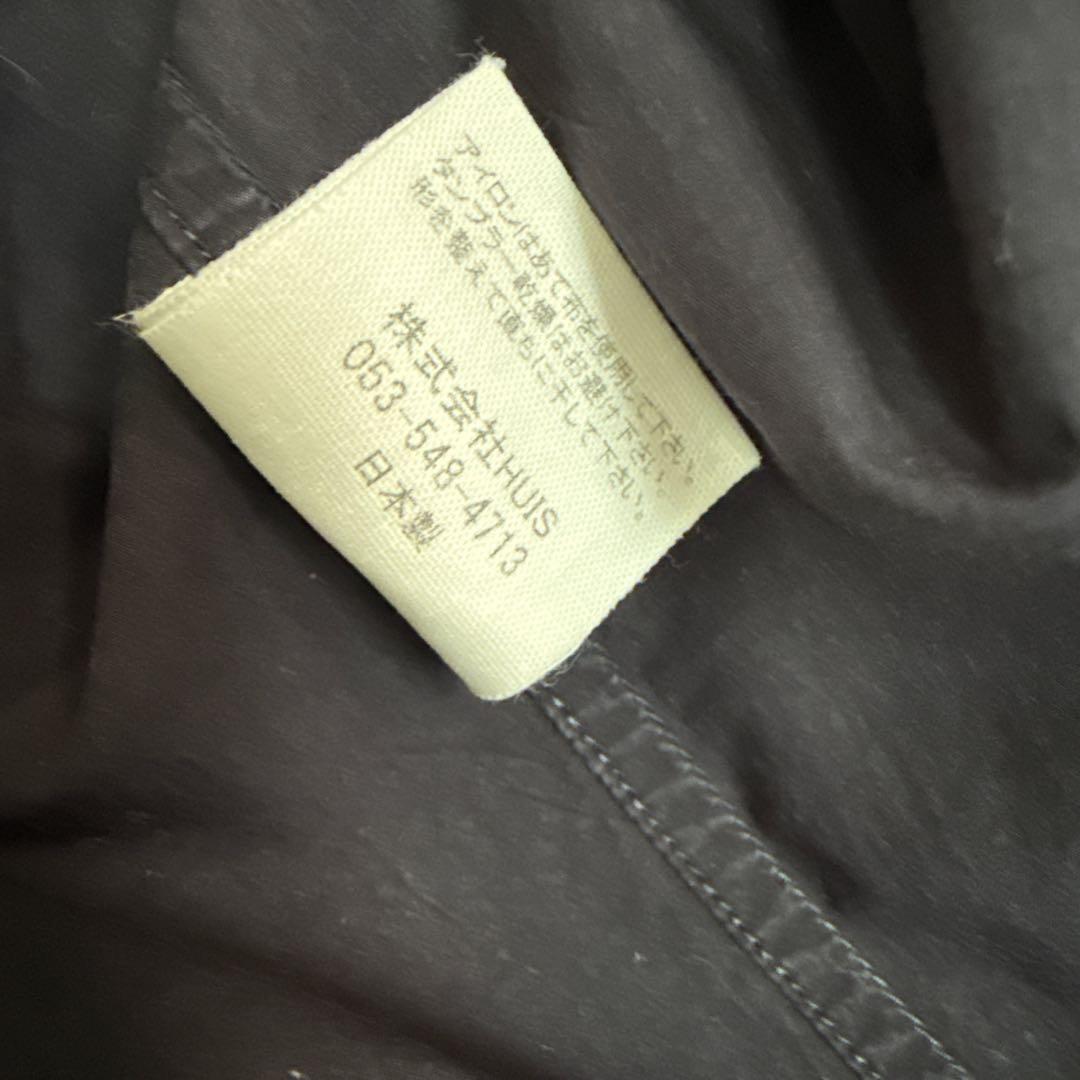 アイロンはあて布を使用して下さい。
タンブラー乾燥はお避け下さい。
形を整えて直ちに干して下さい。
株式会社HUIS
053-548-4713
日本製